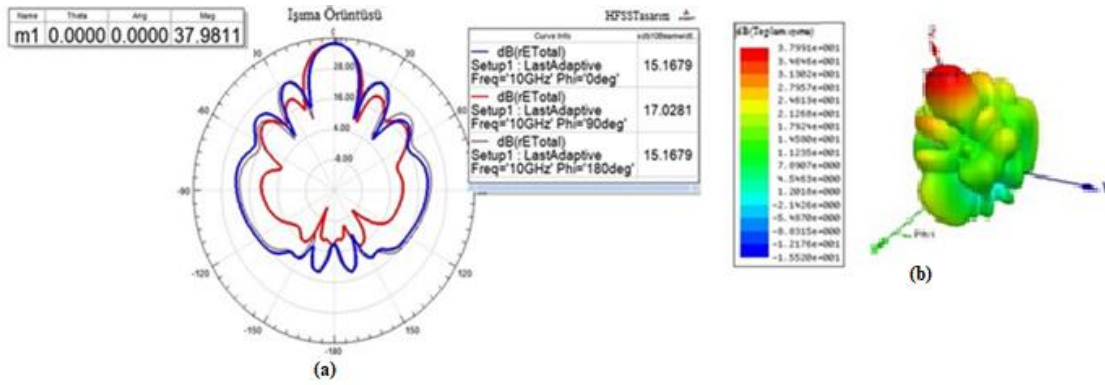 Name Theta Ang Mag
m1 0.0000 0.0000 37.9811
Işıma Örüntüsü
HFSSTasarım
Curve Info
dB(rETotal)
Setup1 : LastAdaptive
Freq='10GHz' Phi='0deg'
15.1679
dB(rETotal)
Setup1 : LastAdaptive
Freq='10GHz' Phi='90deg'
17.0281
dB(rETotal)
Setup1 : LastAdaptive
Freq='10GHz' Phi='180deg'
15.1679
0
30
60
90
120
150
-180
-150
-120
-90
-60
-30
28.00
16.00
4.00
-8.00
(a)
3.7991e+001
3.4646e+001
3.1302e+001
2.7957e+001
2.4613e+001
2.1268e+001
1.7924e+001
1.4580e+001
1.1235e+001
7.8907e+000
4.5463e+000
1.2018e+000
-2.1426e+000
-5.4870e+000
-8.8315e+000
-1.2176e+001
-1.5520e+001
Phi
(b)